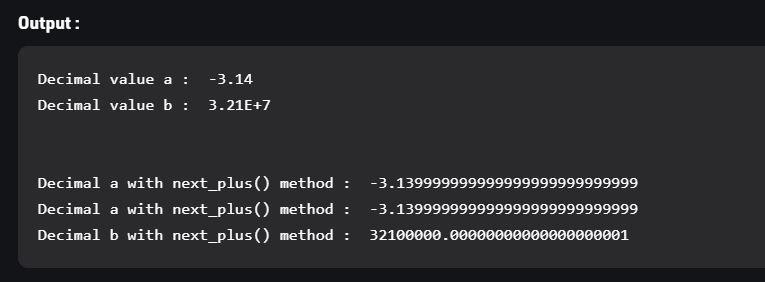 Output :
Decimal value a :  -3.14
Decimal value b :  3.21E+7
Decimal a with next_plus() method :  -3.139999999999999999999999999
Decimal a with next_plus() method :  -3.139999999999999999999999999
Decimal b with next_plus() method :  32100000.00000000000000000001